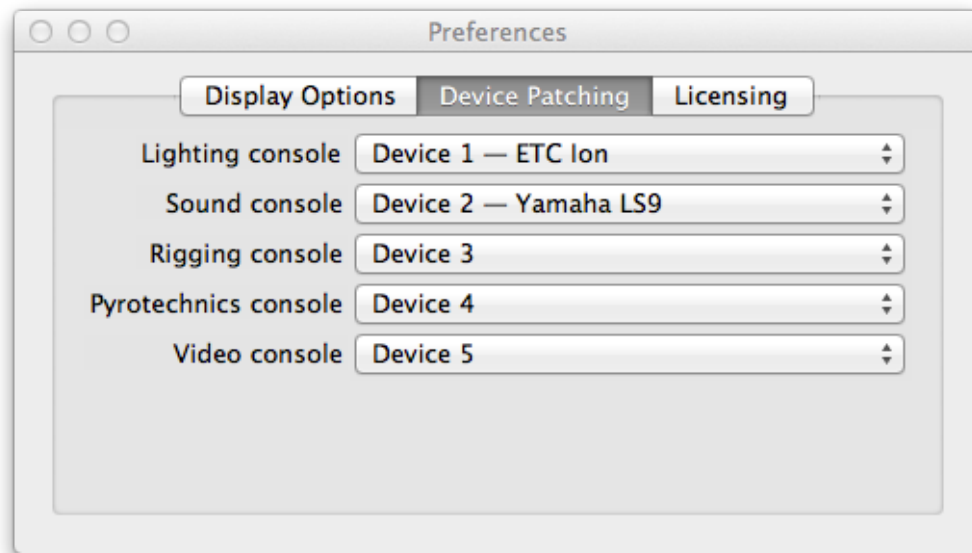 Preferences
Display Options Device Patching Licensing
Lighting console Device 1 — ETC Ion
Sound console Device 2 — Yamaha LS9
Rigging console Device 3
Pyrotechnics console Device 4
Video console Device 5